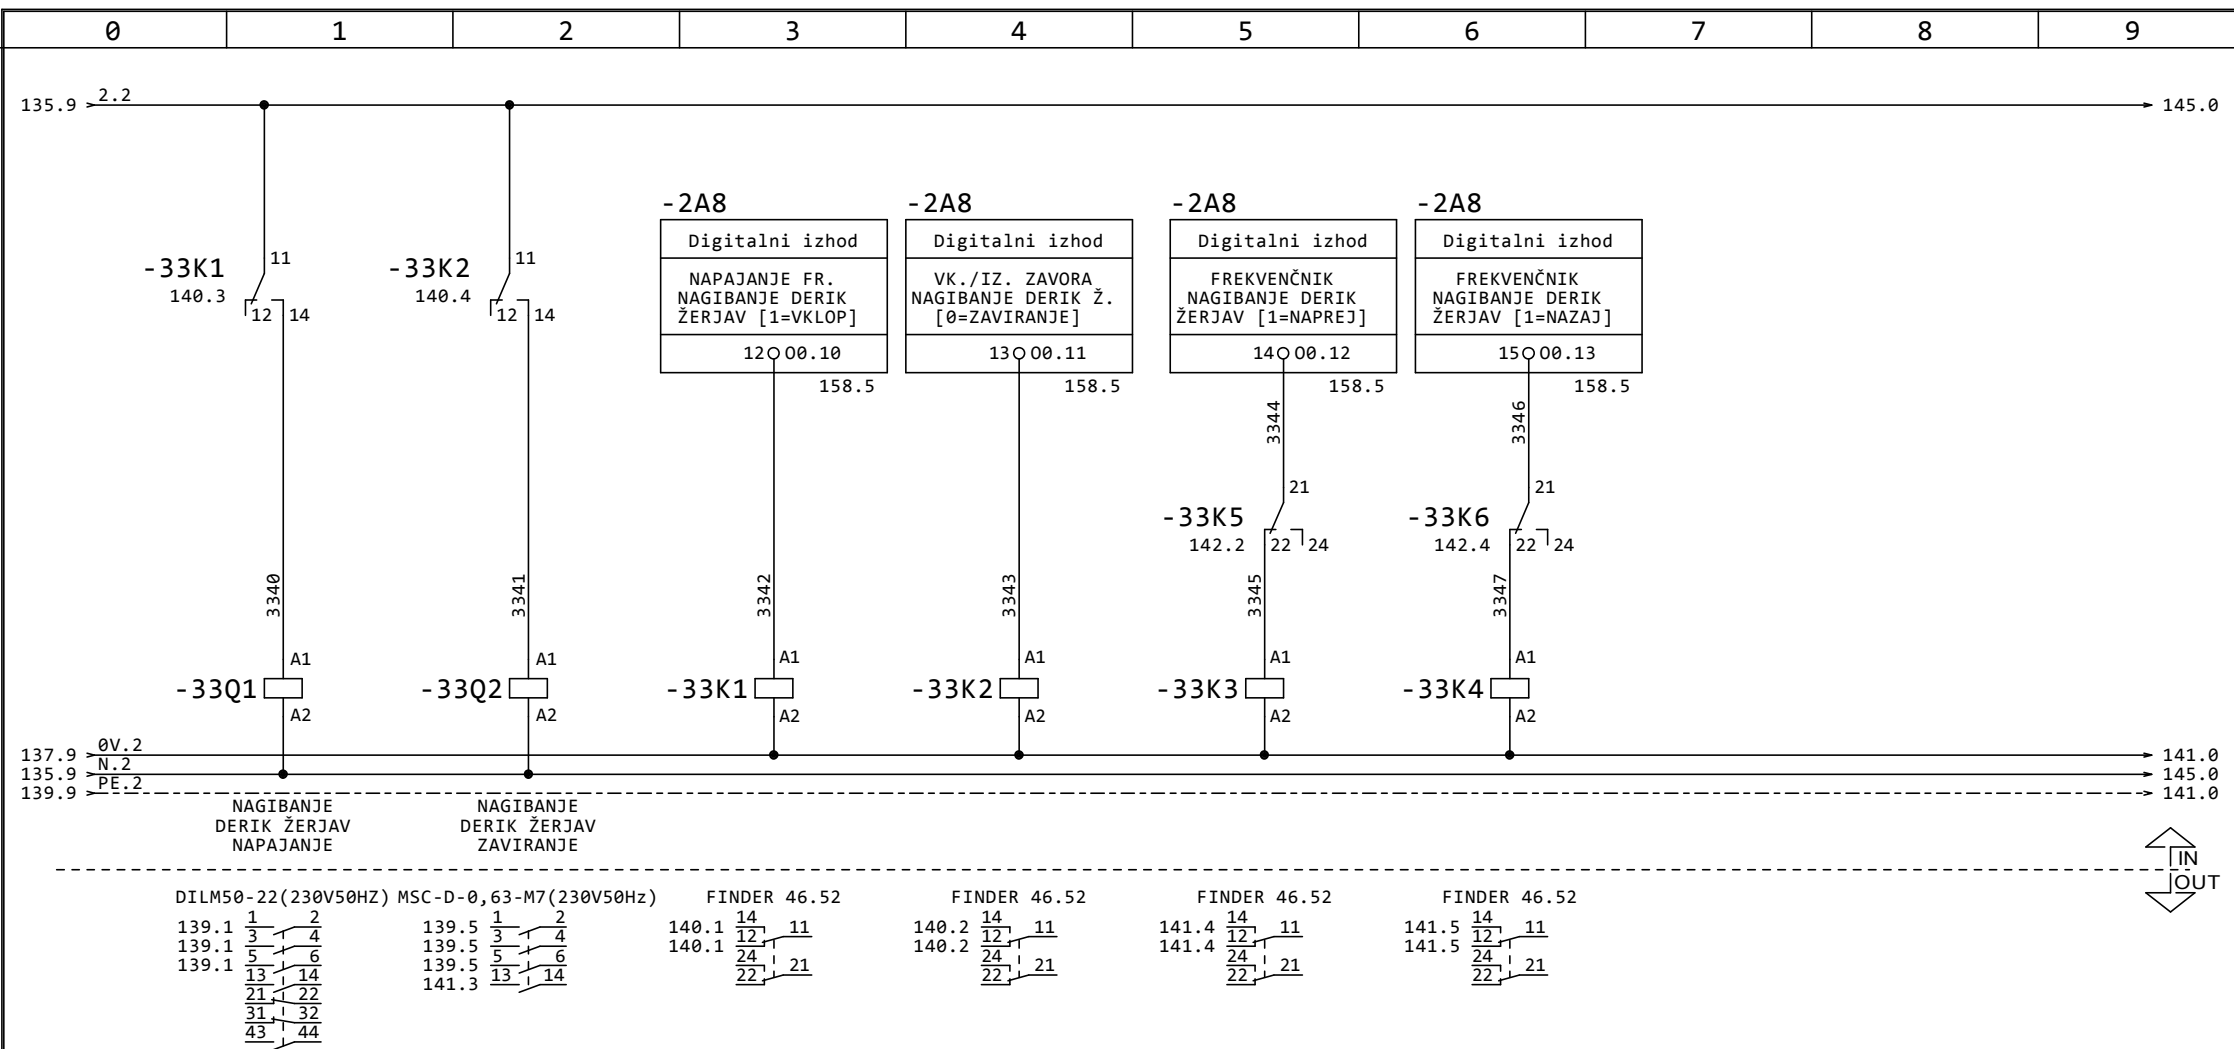 0 1 2 3 4 5 6 7 8 9
135.9 2.2 145.0
-2A8 -2A8 -2A8 -2A8
Digitalni izhod Digitalni izhod Digitalni izhod Digitalni izhod
-33K1 11 -33K2 11
140.3 140.4
12 14 12 14
NAPAJANJE FR. VK./IZ. ZAVORA FREKVENČNIK FREKVENČNIK
NAGIBANJE DERIK NAGIBANJE DERIK Ž. NAGIBANJE DERIK NAGIBANJE DERIK
ŽERJAV [1=VKLOP] [0=ZAVIRANJE] ŽERJAV [1=NAPREJ] ŽERJAV [1=NAZAJ]
12 O0.10 13 O0.11 14 O0.12 15 O0.13
158.5 158.5 158.5 158.5
3344 3346
21 21
-33K5 -33K6
142.2 22 24 142.4 22 24
3340 3341 3342 3343 3345 3347
A1 A1 A1 A1 A1 A1
-33Q1 -33Q2 -33K1 -33K2 -33K3 -33K4
A2 A2 A2 A2 A2 A2
137.9 0V.2 141.0
135.9 N.2 145.0
139.9 PE.2 141.0
NAGIBANJE NAGIBANJE
DERIK ŽERJAV DERIK ŽERJAV
NAPAJANJE ZAVIRANJE
IN
OUT
DILM50-22(230V50HZ) MSC-D-0,63-M7(230V50Hz) FINDER 46.52 FINDER 46.52 FINDER 46.52 FINDER 46.52
139.1 1 2
139.1 3 4
139.1 5 6
13 14
21 22
31 32
43 44
139.5 1 2
139.5 3 4
139.5 5 6
141.3 13 14
14
140.1 12 11
140.1
24
22 21
14
140.2 12 11
140.2
24
22 21
14
141.4 12 11
141.4
24
22 21
14
141.5 12 11
141.5
24
22 21